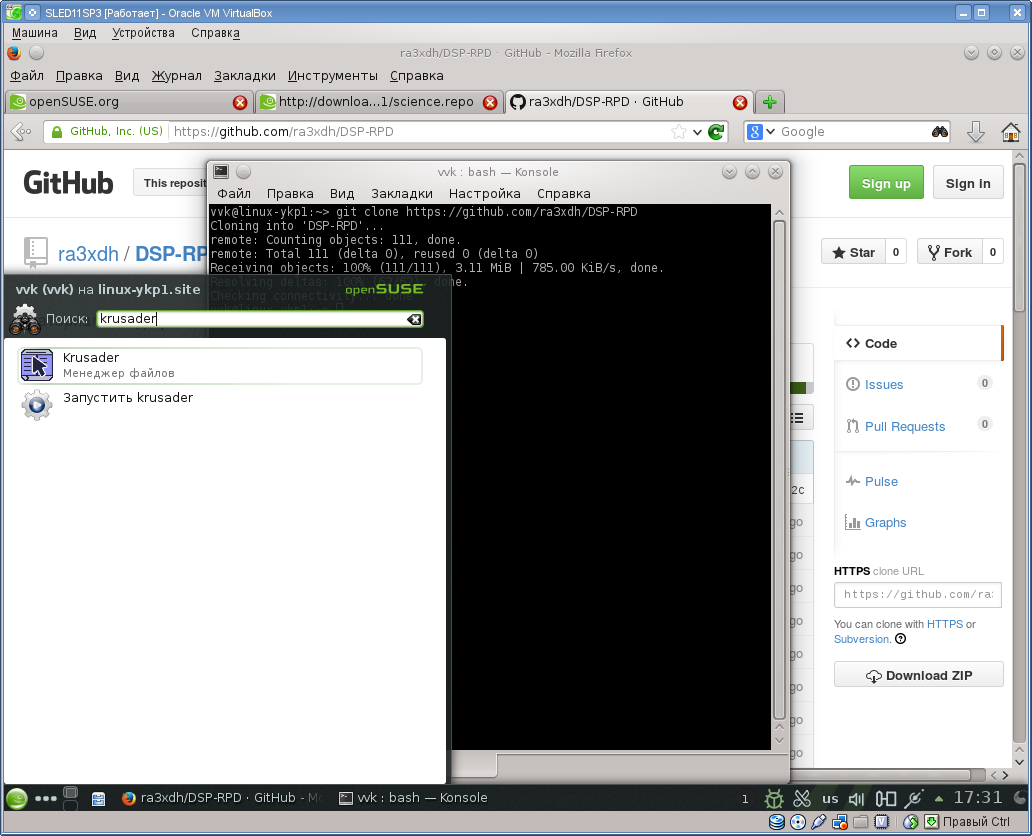 SLED11SP3 [Работает] - Oracle VM VirtualBox
Машина Вид Устройства Справка
ra3xdh/DSP-RPD · GitHub - Mozilla Firefox
Файл Правка Вид Журнал Закладки Инструменты Справка
openSUSE.org http://downloa...1/science.repo ra3xdh/DSP-RPD · GitHub
GitHub, Inc. (US) https://github.com/ra3xdh/DSP-RPD Google
GitHub This reposit Sign up Sign in
ra3xdh / DSP-RP
Star 0 Fork 0
vvk : bash — Konsole
Файл Правка Вид Закладки Настройка Справка
vvk@linux-ykp1:~> git clone https://github.com/ra3xdh/DSP-RPD
Cloning into 'DSP-RPD'...
remote: Counting objects: 111, done.
remote: Total 111 (delta 0), reused 0 (delta 0)
Receiving objects: 100% (111/111), 3.11 MiB | 785.00 KiB/s, done.
Resolving deltas: 100% done.
Checking connectivity... done
vvk (vvk) на linux-ykp1.site openSUSE
Поиск: krusader
Krusader
Менеджер файлов
Запустить krusader
Code
Issues 0
Pull Requests 0
Pulse
Graphs
HTTPS clone URL
https://github.com/ra
You can clone with HTTPS or
Subversion.
Download ZIP
2c
go
go
go
go
go
go
go
go
ra3xdh/DSP-RPD · GitHub - Mo vvk : bash — Konsole 1 us 17:31
Правый Ctrl